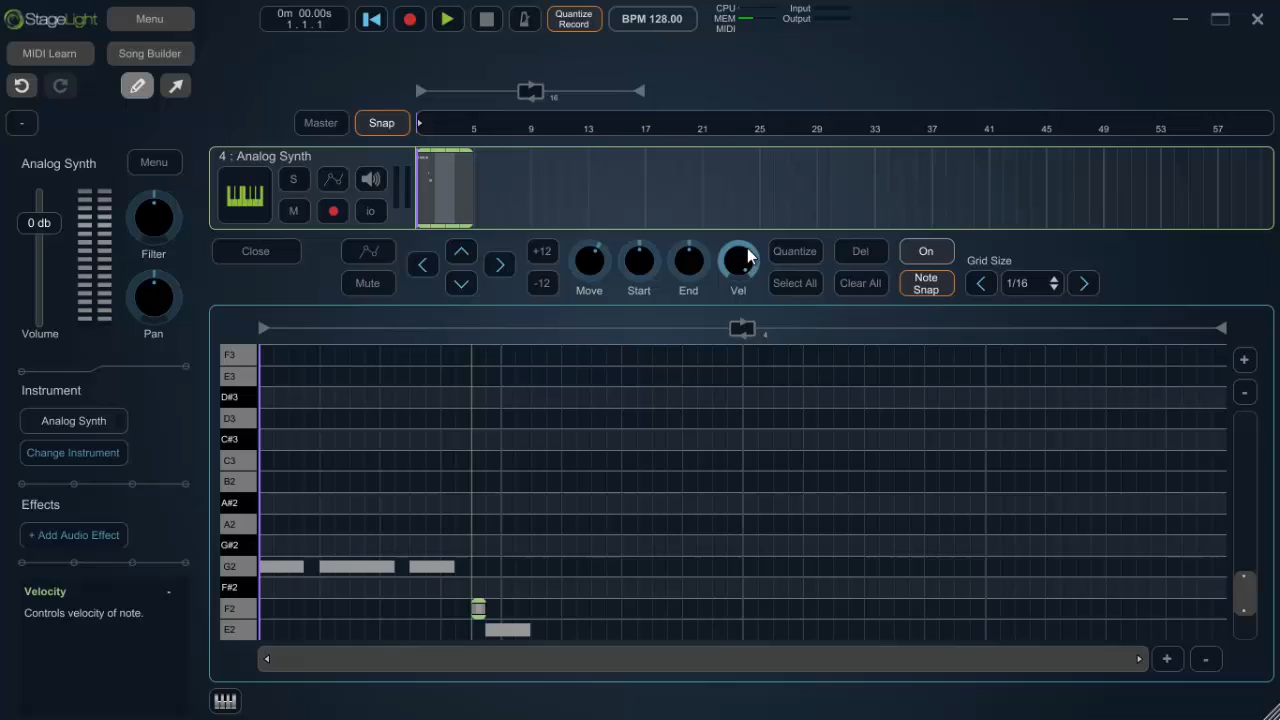 StageLight
Menu
0m 00.00s
1 . 1 . 1
Quantize
Record
BPM 128.00
CPU
MEM
MIDI
Input
Output
MIDI Learn
Song Builder
16
-
Master
Snap
5 9 13 17 21 25 29 33 37 41 45 49 53 57
Analog Synth
Menu
4 : Analog Synth
S
M
io
0 db
Filter
Volume
Pan
Close
Mute
+12
-12
Move
Start
End
Vel
Quantize
Select All
Del
Clear All
On
Note
Snap
Grid Size
1/16
4
Instrument
Analog Synth
Change Instrument
Effects
+ Add Audio Effect
Velocity
-
Controls velocity of note.
F3
E3
D#3
D3
C#3
C3
B2
A#2
A2
G#2
G2
F#2
F2
E2
+
-
+
-